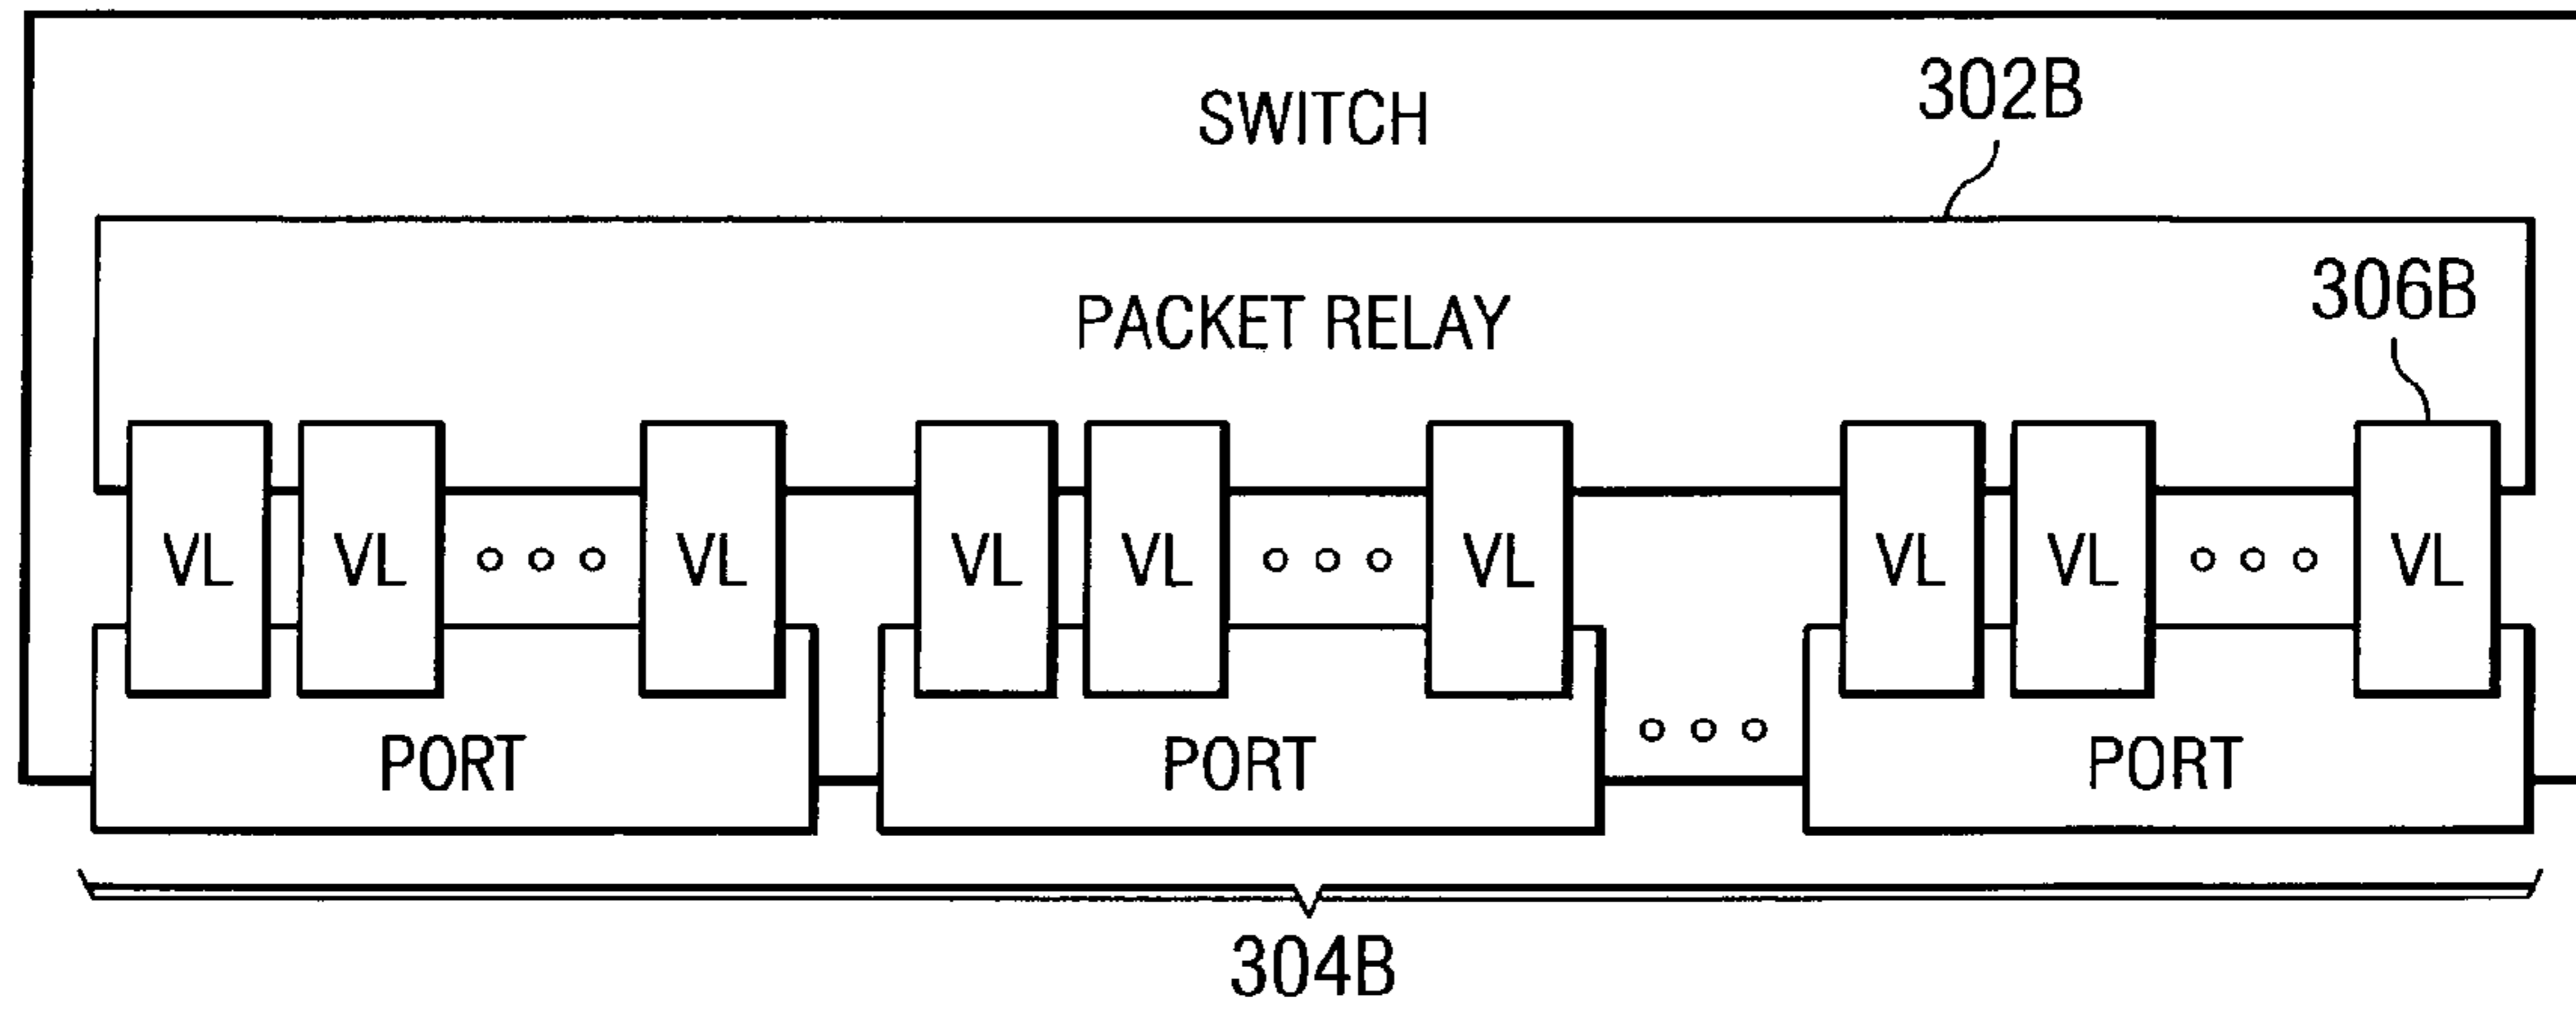 SWITCH
302B
PACKET RELAY
306B
VL VL VL VL VL VL VL VL VL
PORT PORT PORT
304B